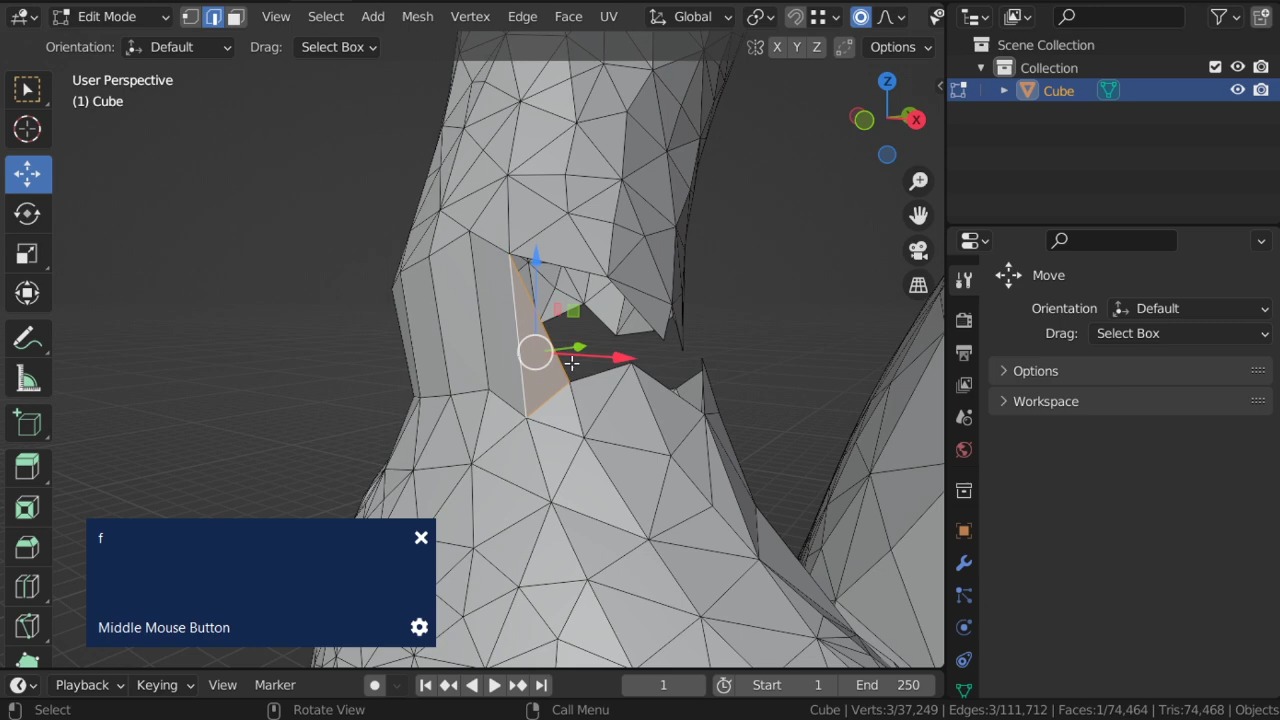 Edit Mode View Select Add Mesh Vertex Edge Face UV Global
Orientation: Default Drag: Select Box X Y Z Options
User Perspective
(1) Cube
Z
X
Scene Collection
Collection
Cube
Move
Orientation Default
Drag: Select Box
Options
Workspace
f
Middle Mouse Button
Playback Keying View Marker 1 Start 1 End 250
Select Rotate View Call Menu Cube | Verts:3/37,249 | Edges:3/111,712 | Faces:1/74,464 | Tris:74,468 | Objects